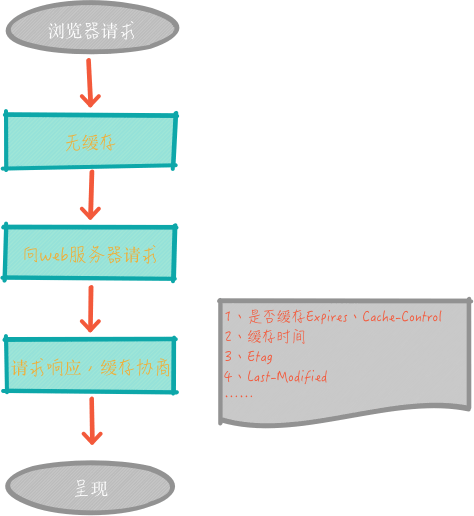 浏览器请求
无缓存
向web服务器请求
请求响应，缓存协商
1、是否缓存Expires、Cache-Control
2、缓存时间
3、Etag
4、Last-Modified
......
呈现